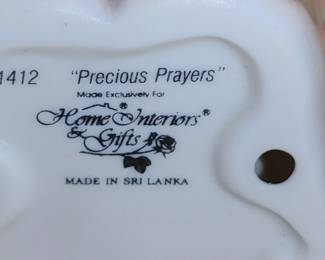 1412 "Precious Prayers"
Made Exclusively For
Home Interiors®
& Gifts®
MADE IN SRI LANKA